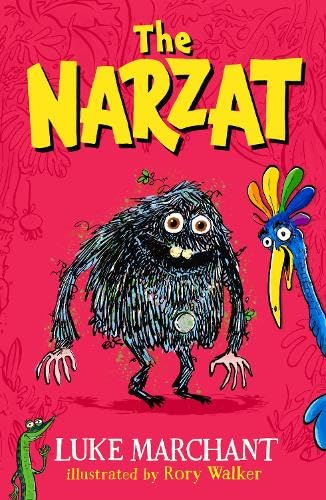 The
NARZAT
LUKE MARCHANT
illustrated by Rory Walker